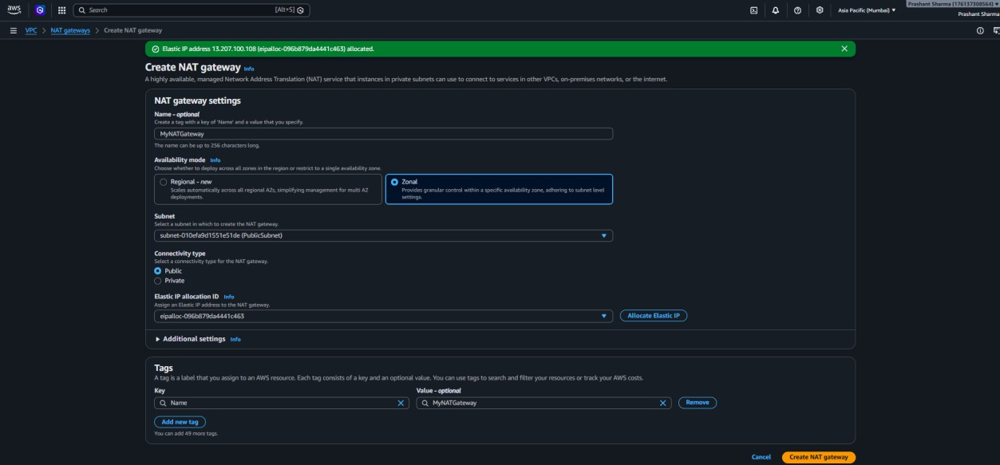 aws
Search
[Alt+S]
Asia Pacific (Mumbai)
Prashant Sharma (176137308564)
Prashant Sharma
VPC > NAT gateways > Create NAT gateway
Elastic IP address 13.207.100.108 (eipalloc-096b879da4441c463) allocated.
Create NAT gateway Info
A highly available, managed Network Address Translation (NAT) service that instances in private subnets can use to connect to services in other VPCs, on-premises networks, or the internet.
NAT gateway settings
Name - optional
Create a tag with a key of 'Name' and a value that you specify.
MyNATGateway
The name can be up to 256 characters long.
Availability mode Info
Choose whether to deploy across all zones in the region or restrict to a single availability zone.
Regional - new
Scales automatically across all regional AZs, simplifying management for multi AZ
deployments.
Zonal
Provides granular control within a specific availability zone, adhering to subnet level
settings.
Subnet
Select a subnet in which to create the NAT gateway.
subnet-010efa9d1551e51de (PublicSubnet)
Connectivity type
Select a connectivity type for the NAT gateway.
Public
Private
Elastic IP allocation ID Info
Assign an Elastic IP address to the NAT gateway.
eipalloc-096b879da4441c463
Allocate Elastic IP
Additional settings Info
Tags
A tag is a label that you assign to an AWS resource. Each tag consists of a key and an optional value. You can use tags to search and filter your resources or track your AWS costs.
Key
Value - optional
Name
MyNATGateway
Remove
Add new tag
You can add 49 more tags.
Cancel
Create NAT gateway